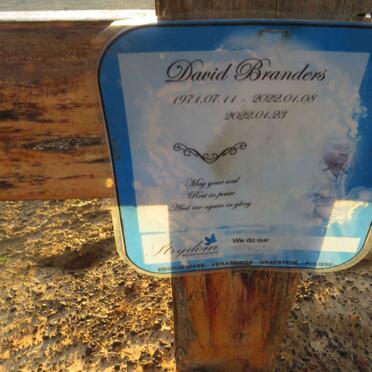 David Branders
1971.07.11 - 2022.01.08
2022.01.23
May your soul
Rest in peace
And rise again in glory
Strydom
We do our
BEGRAFNISSE · VERASSINGS · GRAFSTENE · POLISSE